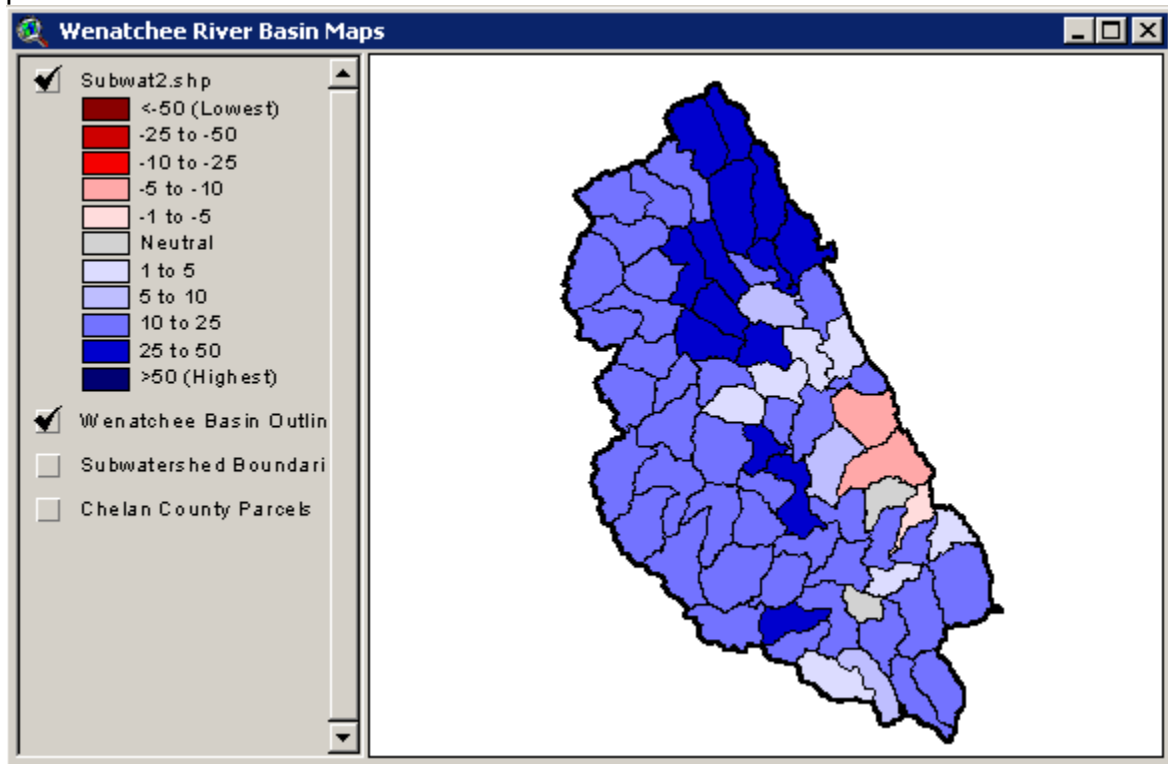 Wenatchee River Basin Maps
Subwat2.shp
<-50 (Lowest)
-25 to -50
-10 to -25
-5 to -10
-1 to -5
Neutral
1 to 5
5 to 10
10 to 25
25 to 50
>50 (Highest)
Wenatchee Basin Outlin
Subwatershed Boundari
Chelan County Parcels